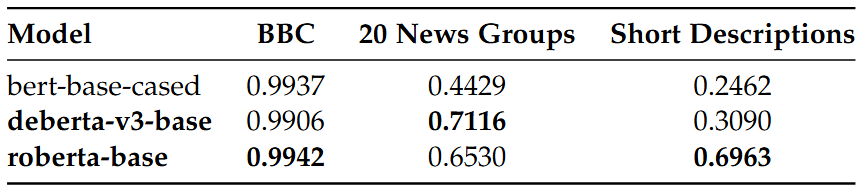 Model BBC 20 News Groups Short Descriptions
bert-base-cased 0.9937 0.4429 0.2462
deberta-v3-base 0.9906 0.7116 0.3090
roberta-base 0.9942 0.6530 0.6963